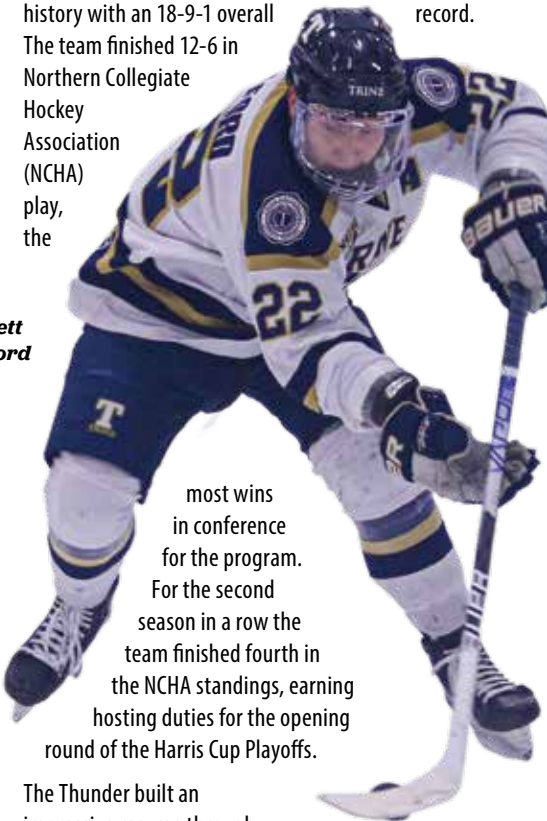 history with an 18-9-1 overall record.
The team finished 12-6 in
Northern Collegiate
Hockey
Association
(NCHA)
play,
the
ett
ord
TRINE
22
22
BAUER
T
most wins
in conference
for the program.
For the second
season in a row the
team finished fourth in
the NCHA standings, earning
hosting duties for the opening
round of the Harris Cup Playoffs.
The Thunder built an